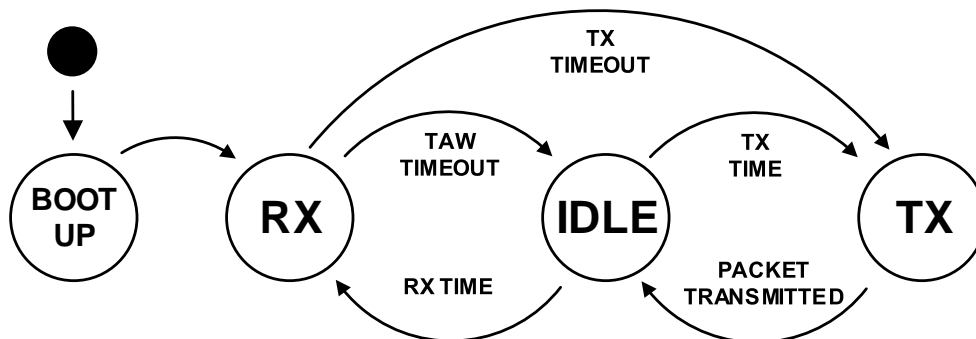 TX
TIMEOUT
TAW
TIMEOUT
TX
TIME
BOOT
UP
RX
IDLE
TX
RX TIME
PACKET
TRANSMITTED